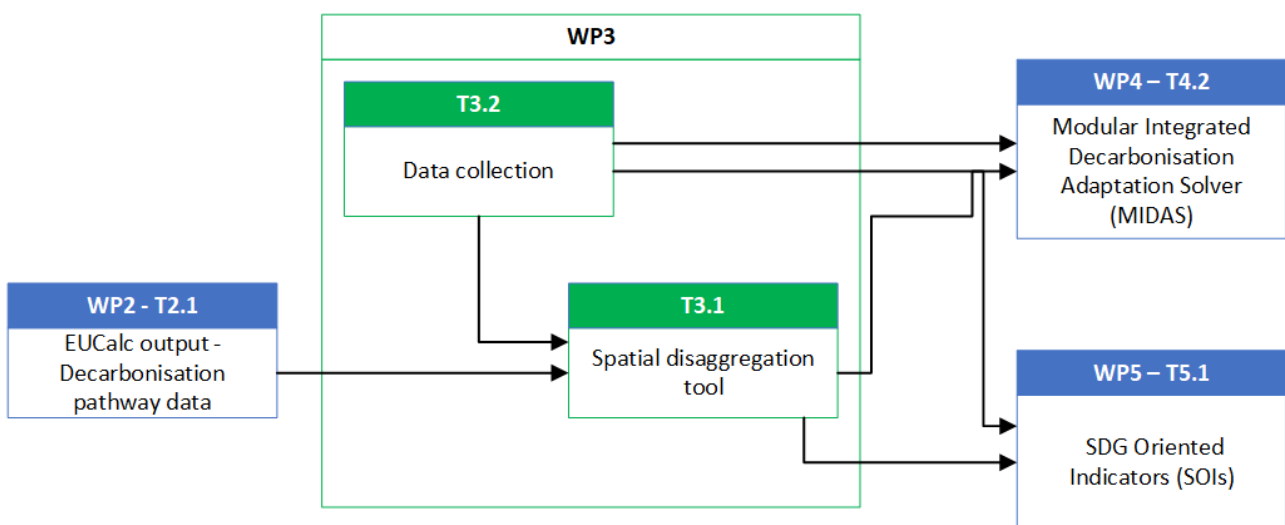 WP3
T3.2
Data collection
WP4 – T4.2
Modular Integrated
Decarbonisation
Adaptation Solver
(MIDAS)
WP2 - T2.1
EUCalc output -
Decarbonisation
pathway data
T3.1
Spatial disaggregation
tool
WP5 – T5.1
SDG Oriented
Indicators (SOIs)